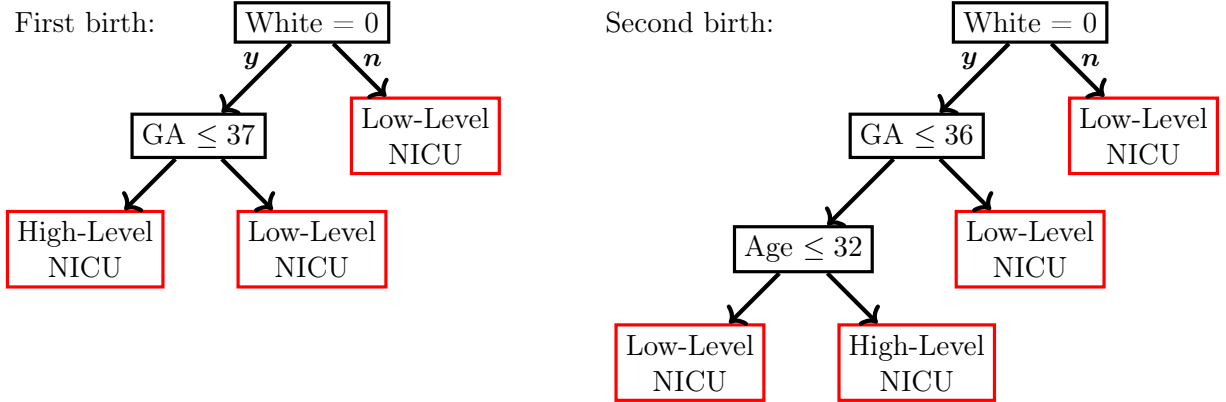 First birth:
White = 0
y
n
GA ≤ 37
Low-Level
NICU
High-Level
NICU
Low-Level
NICU
Second birth:
White = 0
y
n
GA ≤ 36
Low-Level
NICU
Age ≤ 32
Low-Level
NICU
Low-Level
NICU
High-Level
NICU